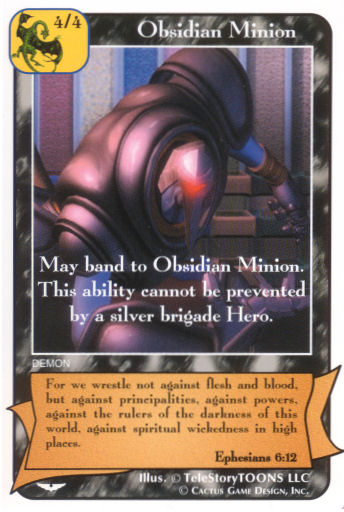 4/4
Obsidian Minion
May band to Obsidian Minion.
This ability cannot be prevented
by a silver brigade Hero.
DEMON
For we wrestle not against flesh and blood,
but against principalities, against powers,
against the rulers of the darkness of this
world, against spiritual wickedness in high
places.
Ephesians 6:12
Illus. © TeleStoryTOONS LLC
© Cactus Game Design, Inc.